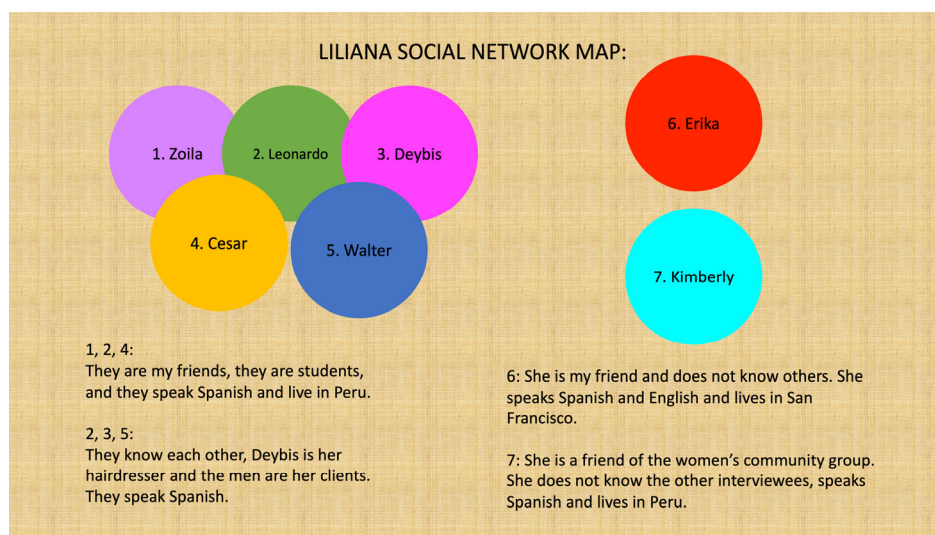 LILIANA SOCIAL NETWORK MAP:
1. Zoila
2. Leonardo
3. Deybis
4. Cesar
5. Walter
6. Erika
7. Kimberly
1, 2, 4:
They are my friends, they are students,
and they speak Spanish and live in Peru.
2, 3, 5:
They know each other, Deybis is her
hairdresser and the men are her clients.
They speak Spanish.
6: She is my friend and does not know others. She
speaks Spanish and English and lives in San
Francisco.
7: She is a friend of the women’s community group.
She does not know the other interviewees, speaks
Spanish and lives in Peru.